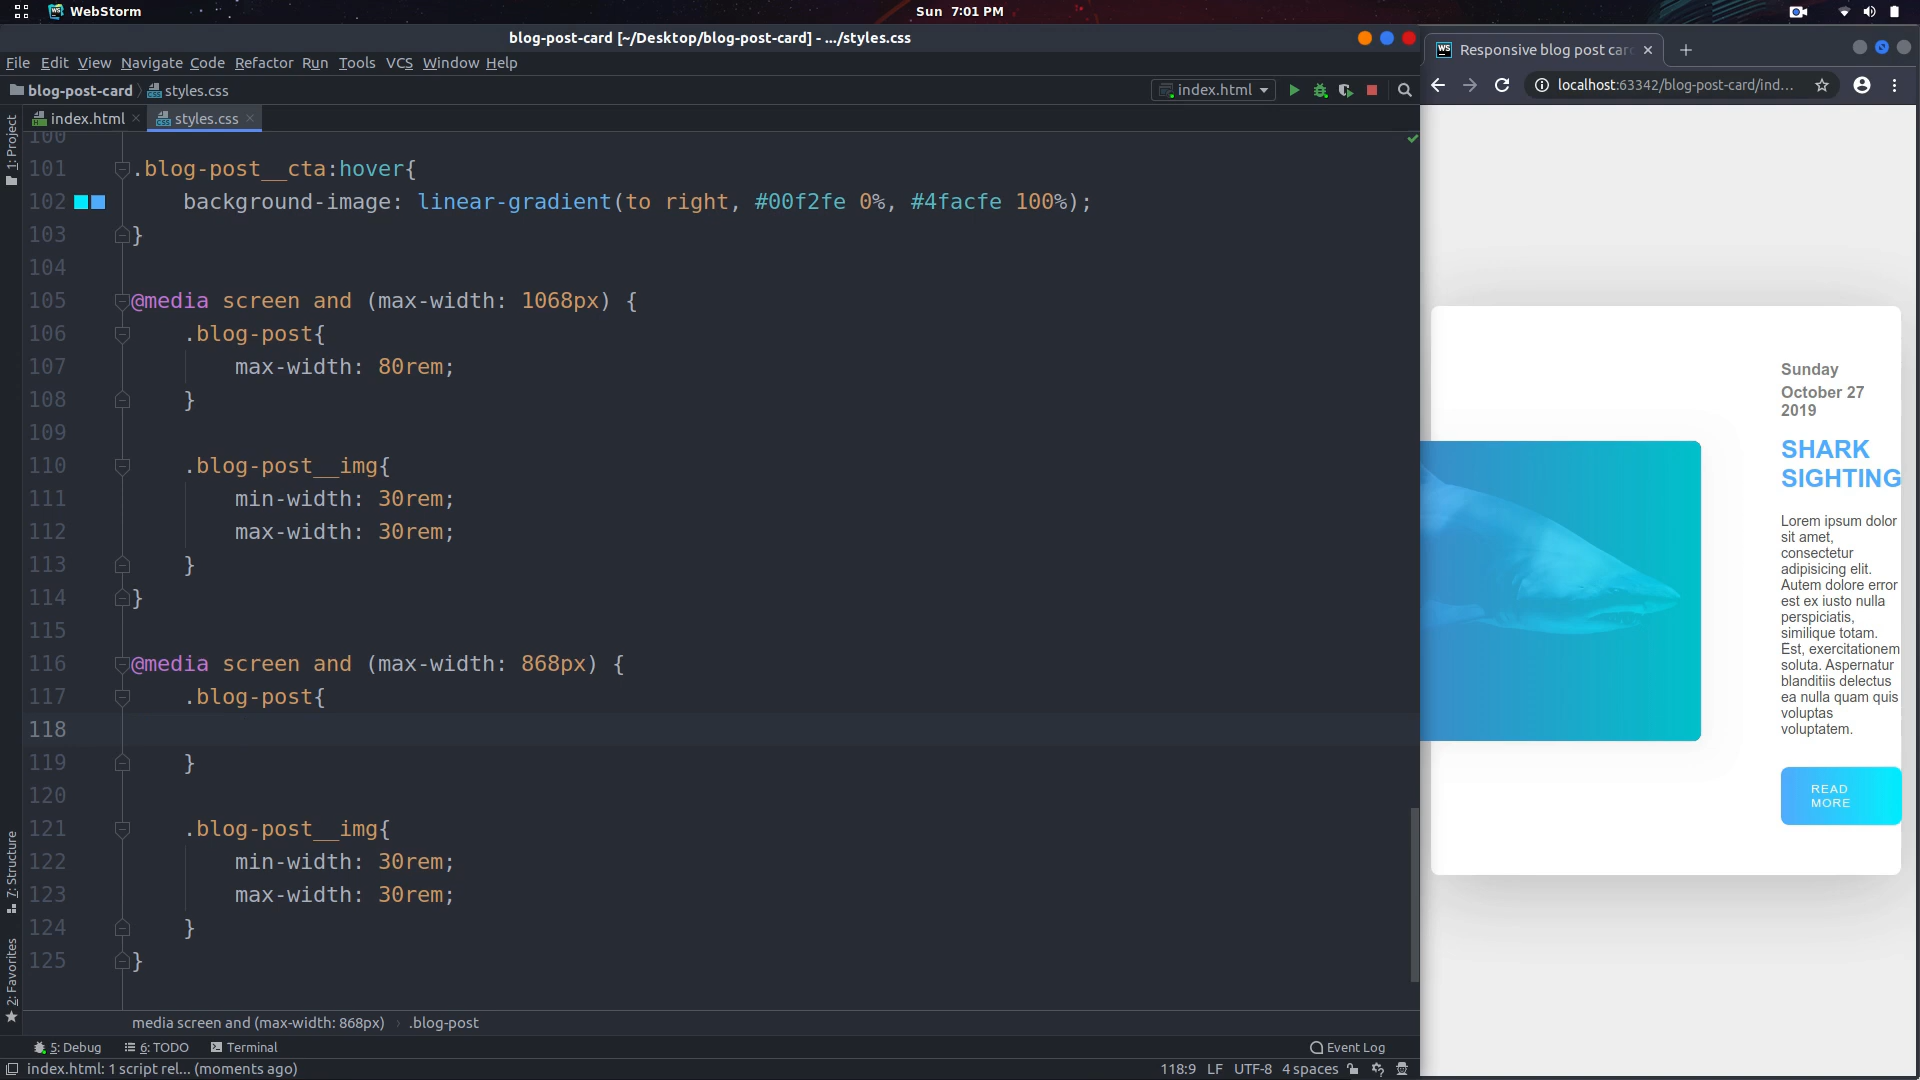 WebStorm
Sun 7:01 PM
blog-post-card [~/Desktop/blog-post-card] - .../styles.css
File Edit View Navigate Code Refactor Run Tools VCS Window Help
blog-post-card styles.css
index.html
index.html
styles.css
1: Project
7: Structure
2: Favorites
100
101 .blog-post__cta:hover{
102 background-image: linear-gradient(to right, #00f2fe 0%, #4facfe 100%);
103 }
104
105 @media screen and (max-width: 1068px) {
106 .blog-post{
107 max-width: 80rem;
108 }
109
110 .blog-post__img{
111 min-width: 30rem;
112 max-width: 30rem;
113 }
114 }
115
116 @media screen and (max-width: 868px) {
117 .blog-post{
118
119 }
120
121 .blog-post__img{
122 min-width: 30rem;
123 max-width: 30rem;
124 }
125 }
media screen and (max-width: 868px) › .blog-post
5: Debug
6: TODO
Terminal
Event Log
index.html: 1 script rel... (moments ago)
118:9 LF UTF-8 4 spaces
WS Responsive blog post car
localhost:63342/blog-post-card/ind...
Sunday
October 27
2019
SHARK
SIGHTING
Lorem ipsum dolor
sit amet,
consectetur
adipisicing elit.
Autem dolore error
est ex iusto nulla
perspiciatis,
similique totam.
Est, exercitationem
soluta. Aspernatur
blanditiis delectus
ea nulla quam quis
voluptas
voluptatem.
READ
MORE